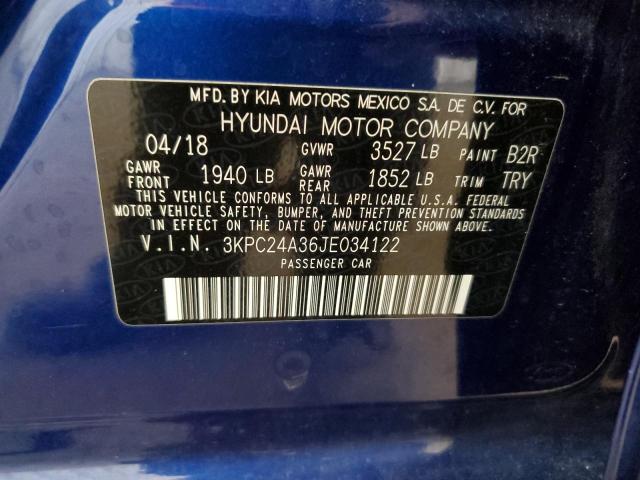 MFD. BY KIA MOTORS MEXICO S.A. DE C.V. FOR
HYUNDAI MOTOR COMPANY
04/18 GVWR 3527 LB PAINT B2R
GAWR FRONT 1940 LB GAWR REAR 1852 LB TRIM TRY
THIS VEHICLE CONFORMS TO ALL APPLICABLE U.S.A. FEDERAL
MOTOR VEHICLE SAFETY, BUMPER, AND THEFT PREVENTION STANDARDS
IN EFFECT ON THE DATE OF MANUFACTURE SHOWN ABOVE.
V.I.N. 3KPC24A36JE034122
PASSENGER CAR